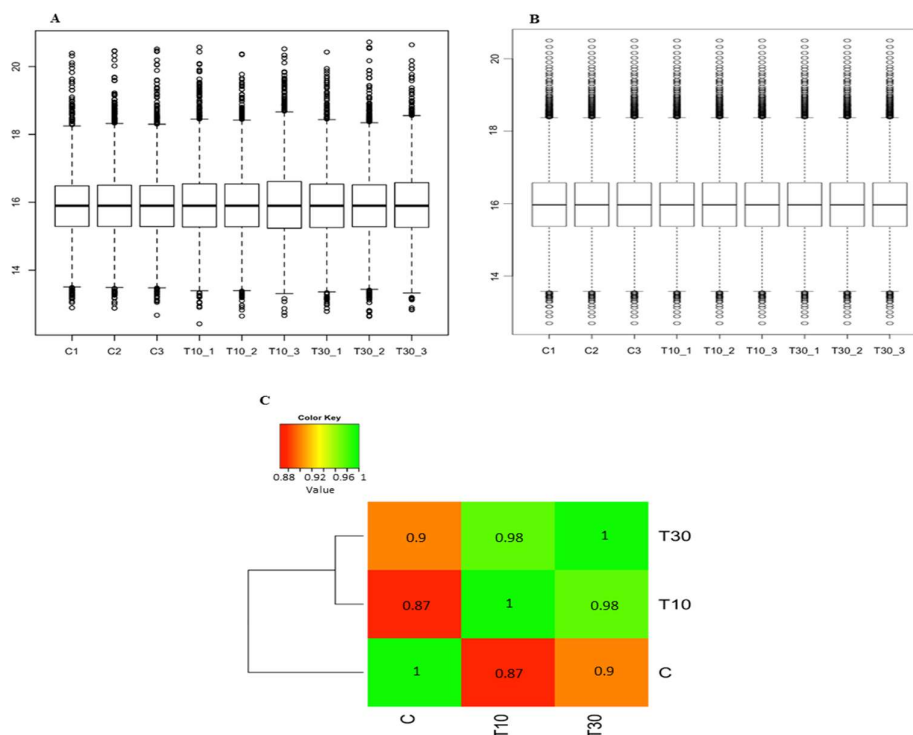 A
20
18
16
14
C1 C2 C3 T10_1 T10_2 T10_3 T30_1 T30_2 T30_3
B
20
18
16
14
C1 C2 C3 T10_1 T10_2 T10_3 T30_1 T30_2 T30_3
C
Color Key
0.88 0.92 0.96 1
Value
0.9 0.98 1 T30
0.87 1 0.98 T10
1 0.87 0.9 C
C T10 T30